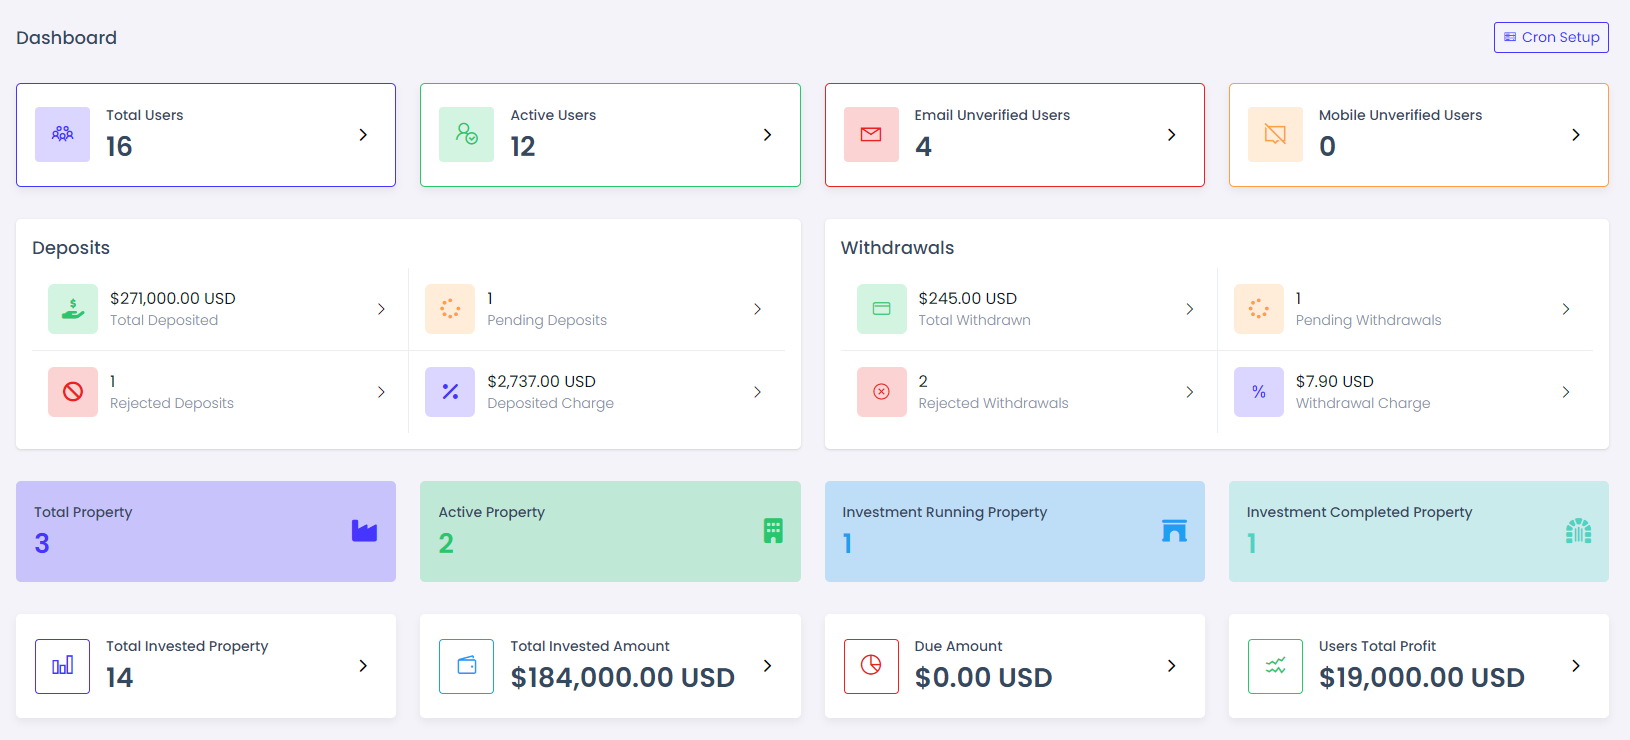 Dashboard
Cron Setup
Total Users
16
Active Users
12
Email Unverified Users
4
Mobile Unverified Users
0
Deposits
$271,000.00 USD
Total Deposited
1
Pending Deposits
1
Rejected Deposits
$2,737.00 USD
Deposited Charge
Withdrawals
$245.00 USD
Total Withdrawn
1
Pending Withdrawals
2
Rejected Withdrawals
$7.90 USD
Withdrawal Charge
Total Property
3
Active Property
2
Investment Running Property
1
Investment Completed Property
1
Total Invested Property
14
Total Invested Amount
$184,000.00 USD
Due Amount
$0.00 USD
Users Total Profit
$19,000.00 USD